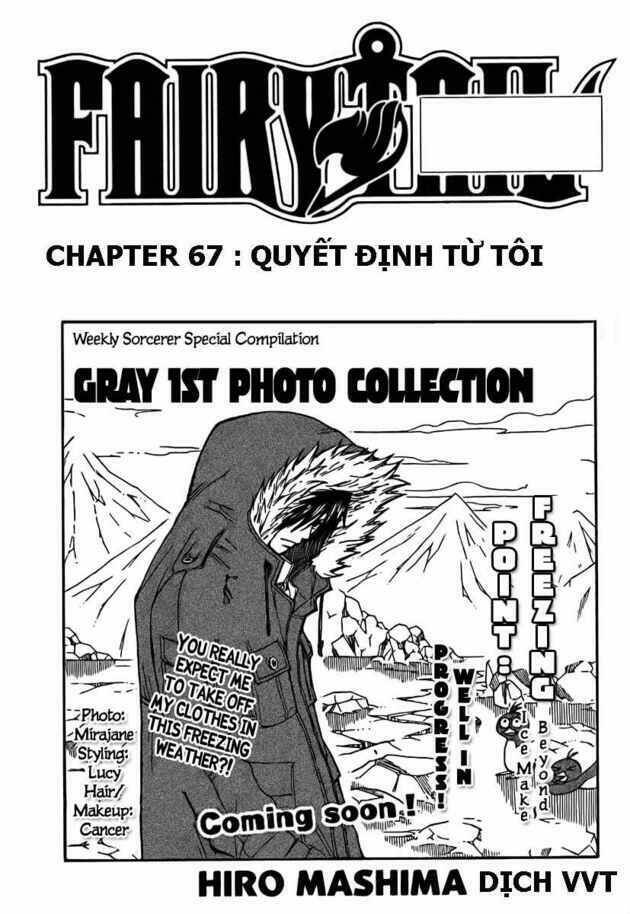 FAIRY TAIL
CHAPTER 67 : QUYẾT ĐỊNH TỪ TÔI
Weekly Sorcerer Special Compilation
GRAY 1ST PHOTO COLLECTION
FREEZING
POINT:
WELL IN
PROGRESS!
Beyond
Ice Make
YOU REALLY
EXPECT ME
TO TAKE OFF
MY CLOTHES IN
THIS FREEZING
WEATHER?!
Photo:
Mirajane
Styling:
Lucy
Hair/
Makeup:
Cancer
Coming soon!
HIRO MASHIMA DỊCH VVT